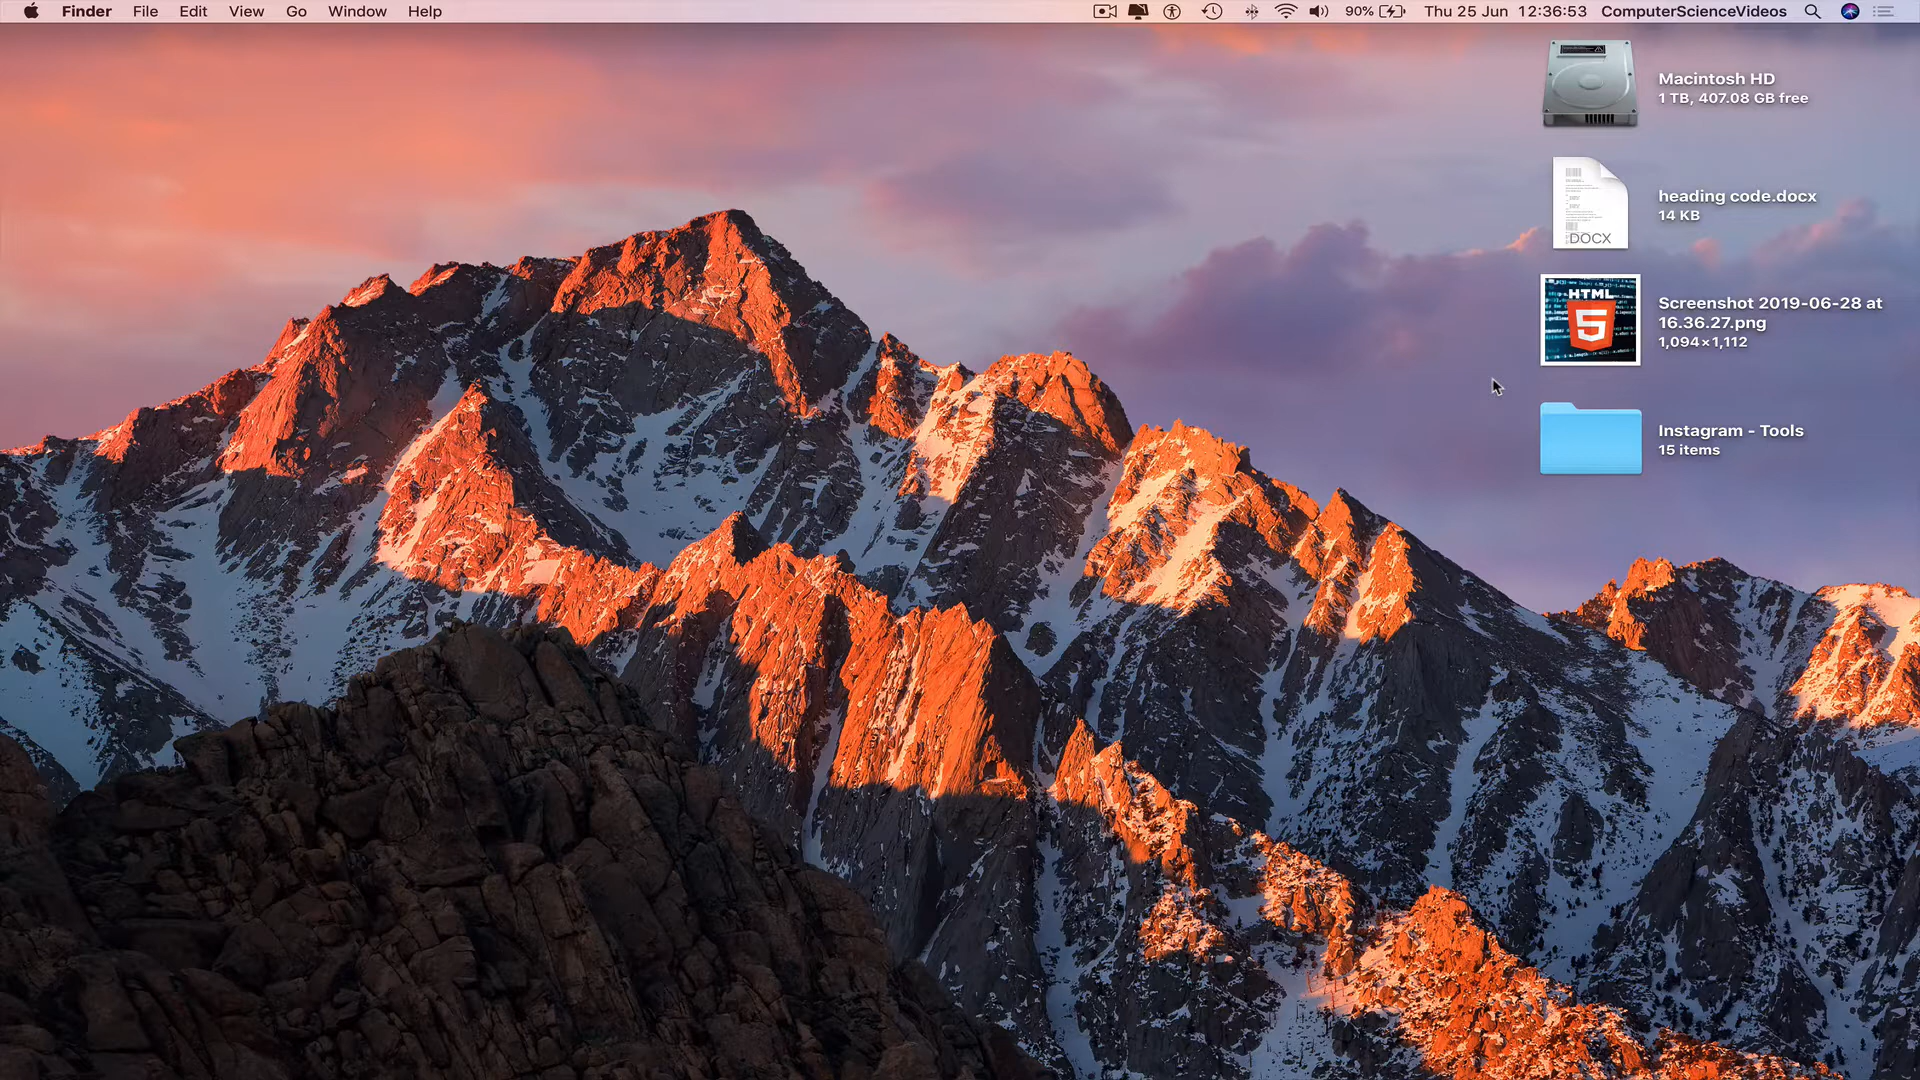 Finder File Edit View Go Window Help 90% Thu 25 Jun 12:36:53 ComputerScienceVideos
Macintosh HD
1 TB, 407.08 GB free
heading code.docx
14 KB
DOCX
HTML
5
Screenshot 2019-06-28 at
16.36.27.png
1,094×1,112
Instagram - Tools
15 items